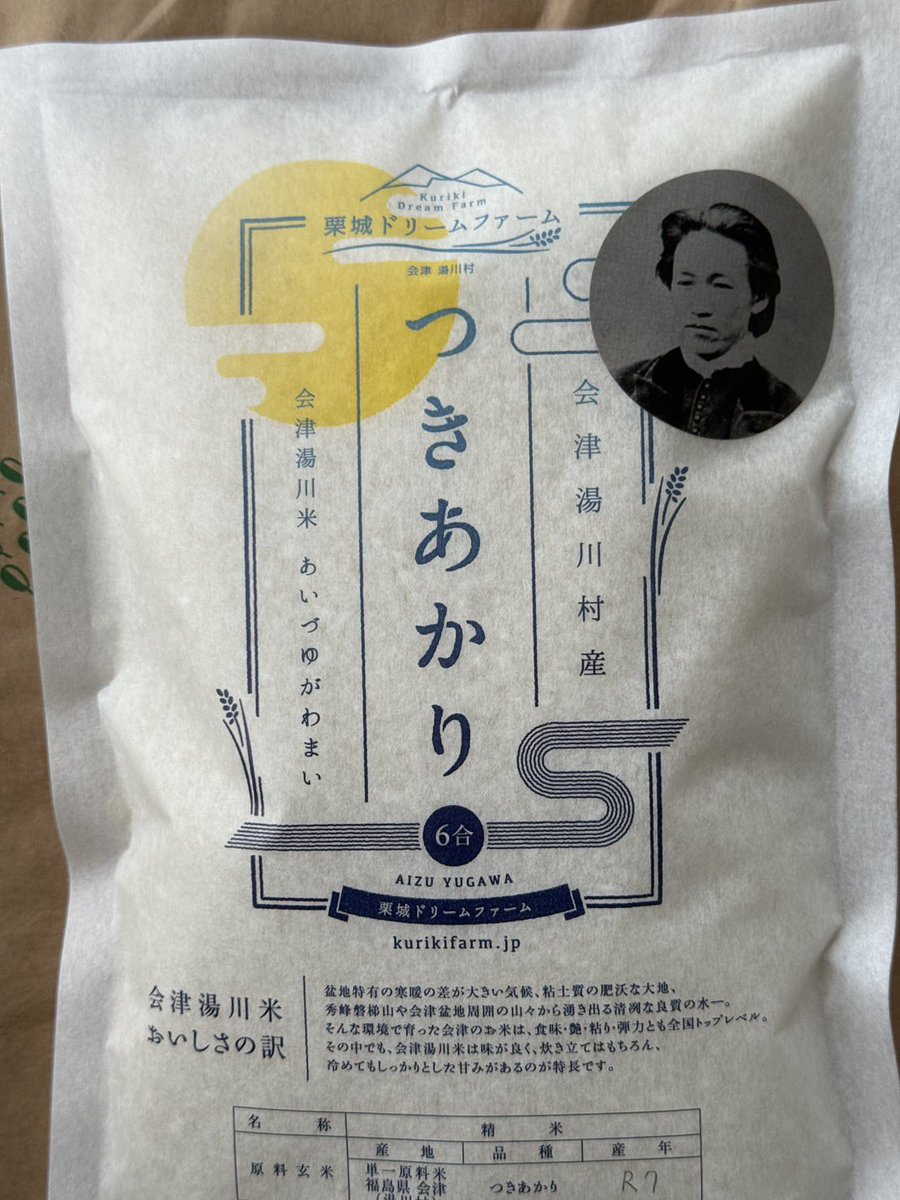 Kuriki
Dream Farm
栗城ドリームファーム
会津 湯川村
会津湯川村産
つきあかり
会津湯川米 あいづゆがわまい
6合
AIZU YUGAWA
栗城ドリームファーム
kurikifarm.jp
会津湯川米
おいしさの訳
盆地特有の寒暖の差が大きい気候、粘土質の肥沃な大地、
秀峰磐梯山や会津盆地周囲の山々から湧き出る清冽な良質の水―。
そんな環境で育った会津のお米は、食味・艶・粘り・弾力とも全国トップレベル。
その中でも、会津湯川米は味が良く、炊き立てはもちろん、
冷めてもしっかりとした甘みがあるのが特長です。
名称 精米
産地 品種 産年
原料玄米 単一原料米
福島県 会津 つきあかり R7
(湯川村)